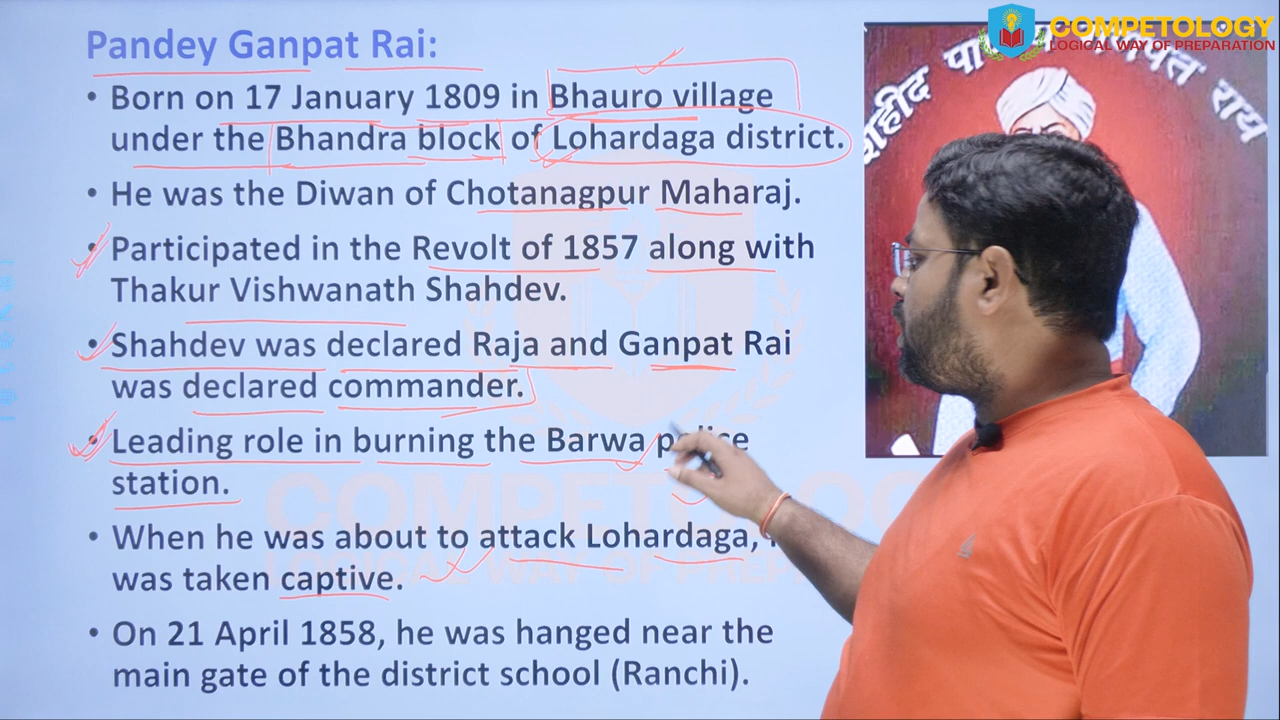 COMPETOLOGY
LOGICAL WAY OF PREPARATION
Pandey Ganpat Rai:
• Born on 17 January 1809 in Bhauro village
under the Bhandra block of Lohardaga district.
• He was the Diwan of Chotanagpur Maharaj.
• Participated in the Revolt of 1857 along with
Thakur Vishwanath Shahdev.
• Shahdev was declared Raja and Ganpat Rai
was declared commander.
• Leading role in burning the Barwa police
station.
• When he was about to attack Lohardaga,
was taken captive.
• On 21 April 1858, he was hanged near the
main gate of the district school (Ranchi).
शहीद राय
COMPETOLOGY